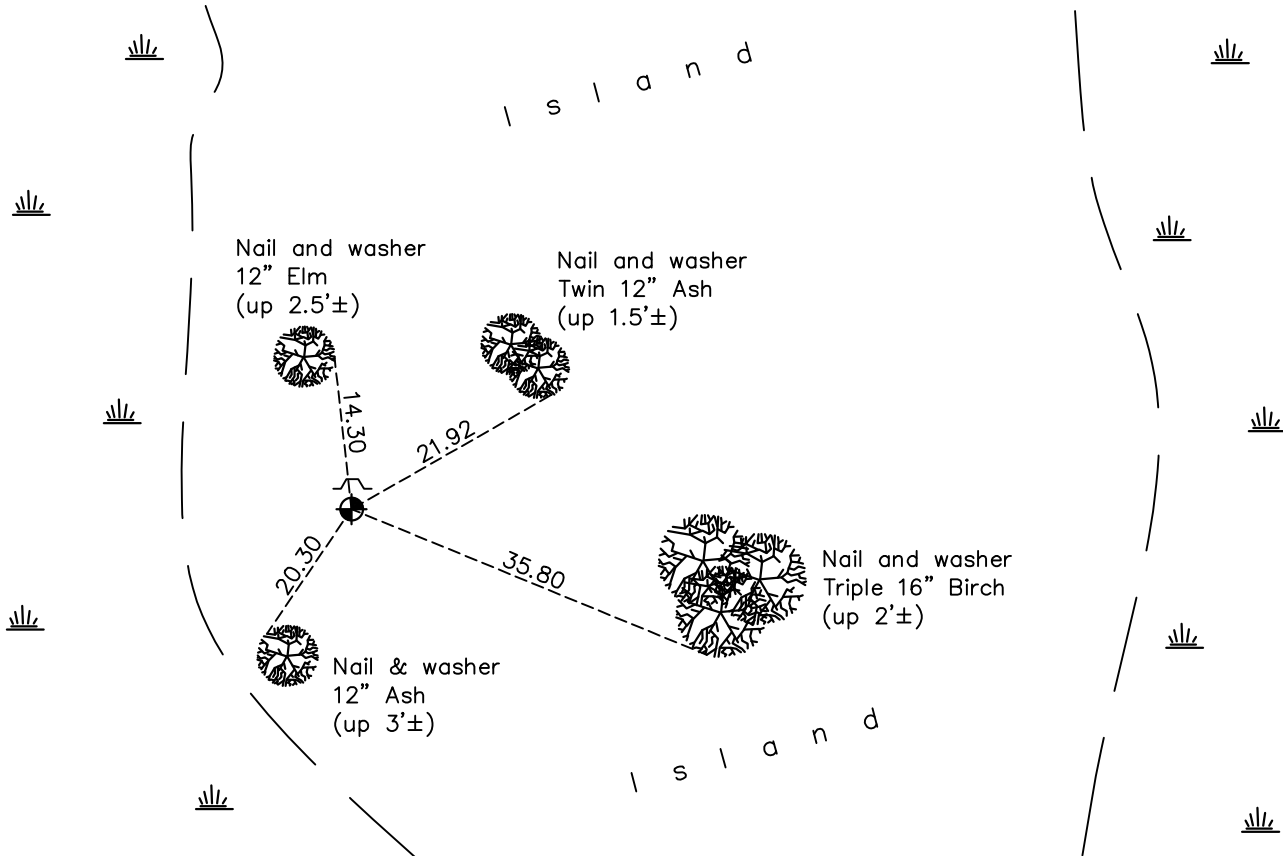 Island
Nail and washer
12" Elm
(up 2.5'±)
Nail and washer
Twin 12" Ash
(up 1.5'±)
14.30
21.92
20.30
35.80
Nail and washer
Triple 16" Birch
(up 2'±)
Nail & washer
12" Ash
(up 3'±)
Island